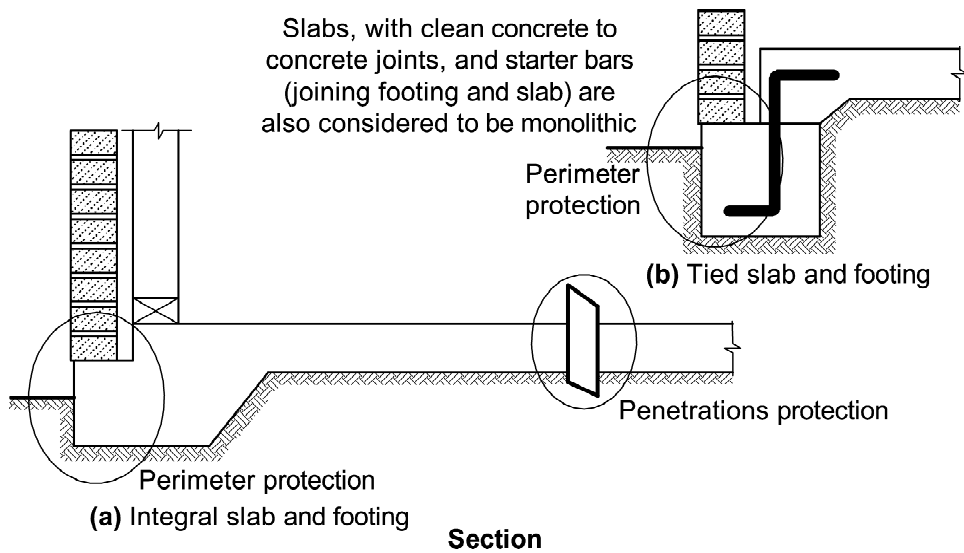 Slabs, with clean concrete to
concrete joints, and starter bars
(joining footing and slab) are
also considered to be monolithic
Perimeter
protection
(b) Tied slab and footing
Penetrations protection
Perimeter protection
(a) Integral slab and footing
Section